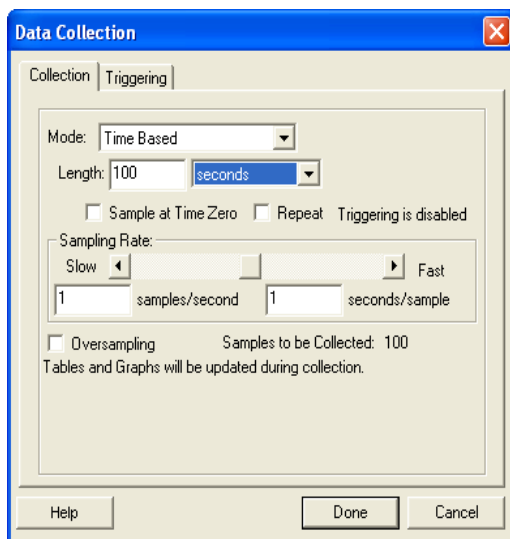 Data Collection
Collection Triggering
Mode: Time Based
Length: 100 seconds
Sample at Time Zero Repeat Triggering is disabled
Sampling Rate:
Slow Fast
1 samples/second 1 seconds/sample
Oversampling Samples to be Collected: 100
Tables and Graphs will be updated during collection.
Help Done Cancel